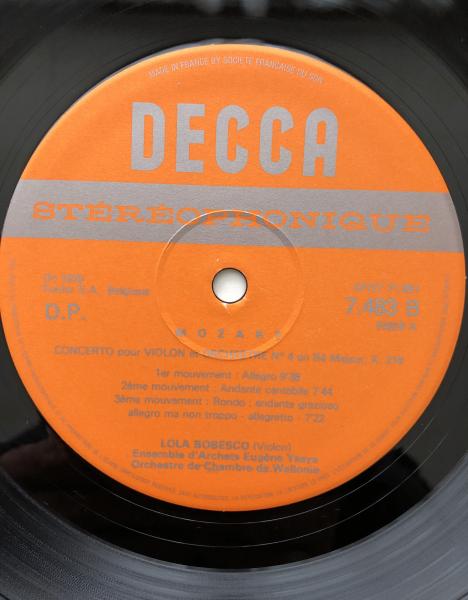 MADE IN FRANCE BY SOCIETE FRANÇAISE DU SON
DECCA
STÉRÉOPHONIQUE
D.P.
7.483 B
MOZART
CONCERTO pour VIOLON et ORCHESTRE N° 4 en Ré Majeur, K. 218
1er mouvement : Allegro 9'38
2ème mouvement : Andante cantabile 7'44
3ème mouvement : Rondo : andante grazioso
allegro ma non troppo - allegretto - 7'22
LOLA BOBESCO (Violon)
Ensemble d'Archets Eugène Ysaye
Orchestre de Chambre de Wallonie